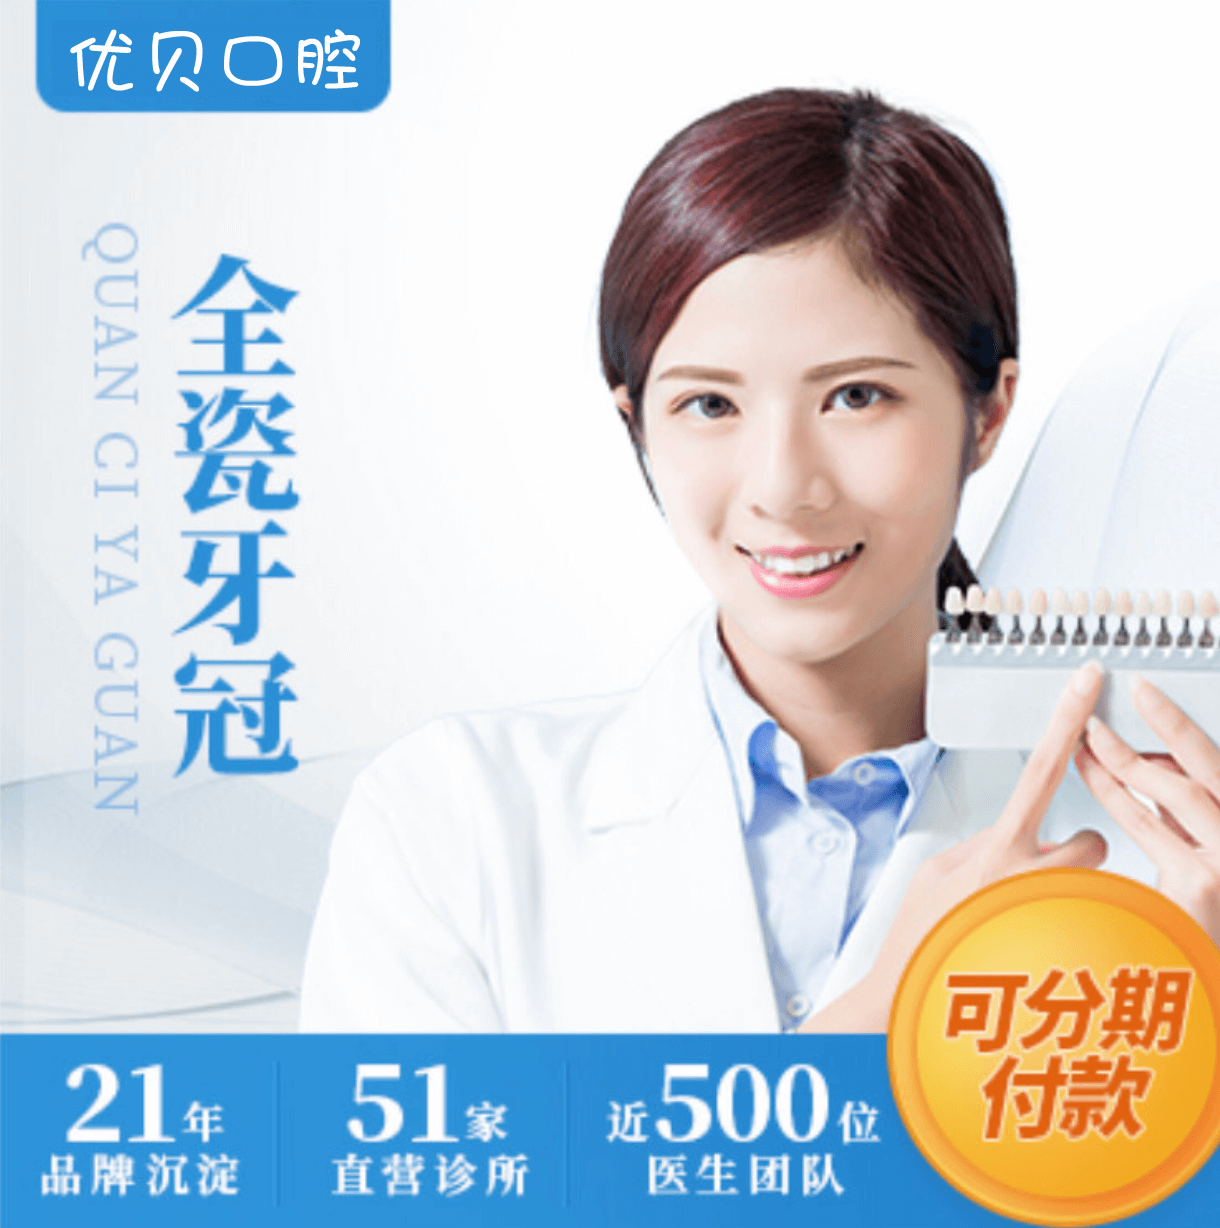 优贝口腔
全瓷牙冠
QUAN CI YA GUAN
可分期
付款
21年
品牌沉淀
51家
直营诊所
近500位
医生团队